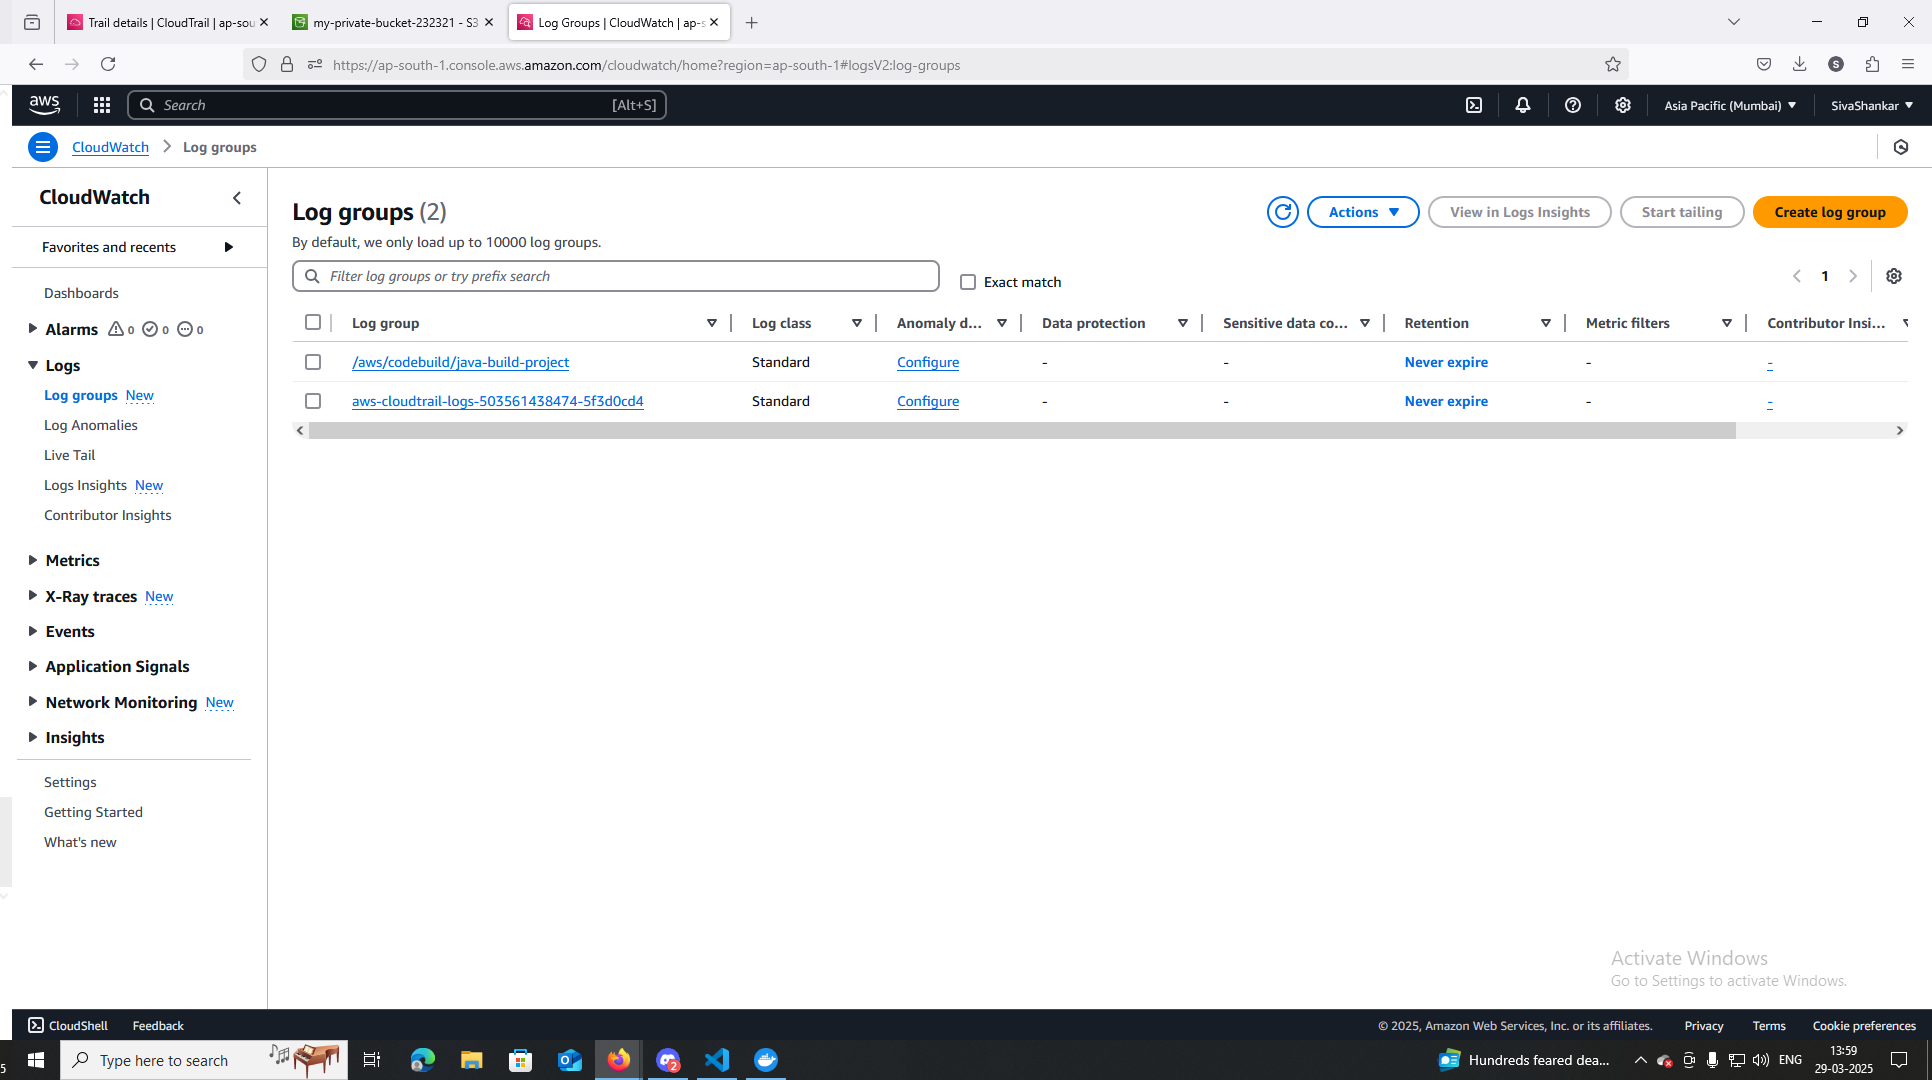 Trail details | CloudTrail | ap-sou
my-private-bucket-232321 - S3
Log Groups | CloudWatch | ap-s
https://ap-south-1.console.aws.amazon.com/cloudwatch/home?region=ap-south-1#logsV2:log-groups
S
aws
Search
[Alt+S]
Asia Pacific (Mumbai)
SivaShankar
CloudWatch
Log groups
CloudWatch
Favorites and recents
Dashboards
Alarms 0 0 0
Logs
Log groups New
Log Anomalies
Live Tail
Logs Insights New
Contributor Insights
Metrics
X-Ray traces New
Events
Application Signals
Network Monitoring New
Insights
Settings
Getting Started
What's new
Log groups (2)
By default, we only load up to 10000 log groups.
Actions
View in Logs Insights
Start tailing
Create log group
Filter log groups or try prefix search
Exact match
1
Log group Log class Anomaly d... Data protection Sensitive data co... Retention Metric filters Contributor Insi...
/aws/codebuild/java-build-project Standard Configure - - Never expire - -
aws-cloudtrail-logs-503561438474-5f3d0cd4 Standard Configure - - Never expire - -
Activate Windows
Go to Settings to activate Windows.
CloudShell Feedback
© 2025, Amazon Web Services, Inc. or its affiliates. Privacy Terms Cookie preferences
5
Type here to search
2
Hundreds feared dea...
ENG
13:59
29-03-2025